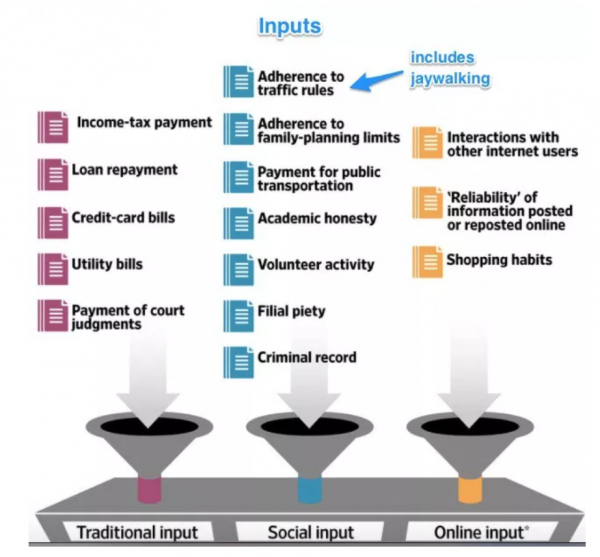 Inputs
includes
jaywalking
Adherence to
traffic rules
Income-tax payment
Loan repayment
Credit-card bills
Utility bills
Payment of court
judgments
Adherence to
family-planning limits
Payment for public
transportation
Academic honesty
Volunteer activity
Filial piety
Criminal record
Interactions with
other internet users
'Reliability' of
information posted
or reposted online
Shopping habits
Traditional input
Social input
Online input*